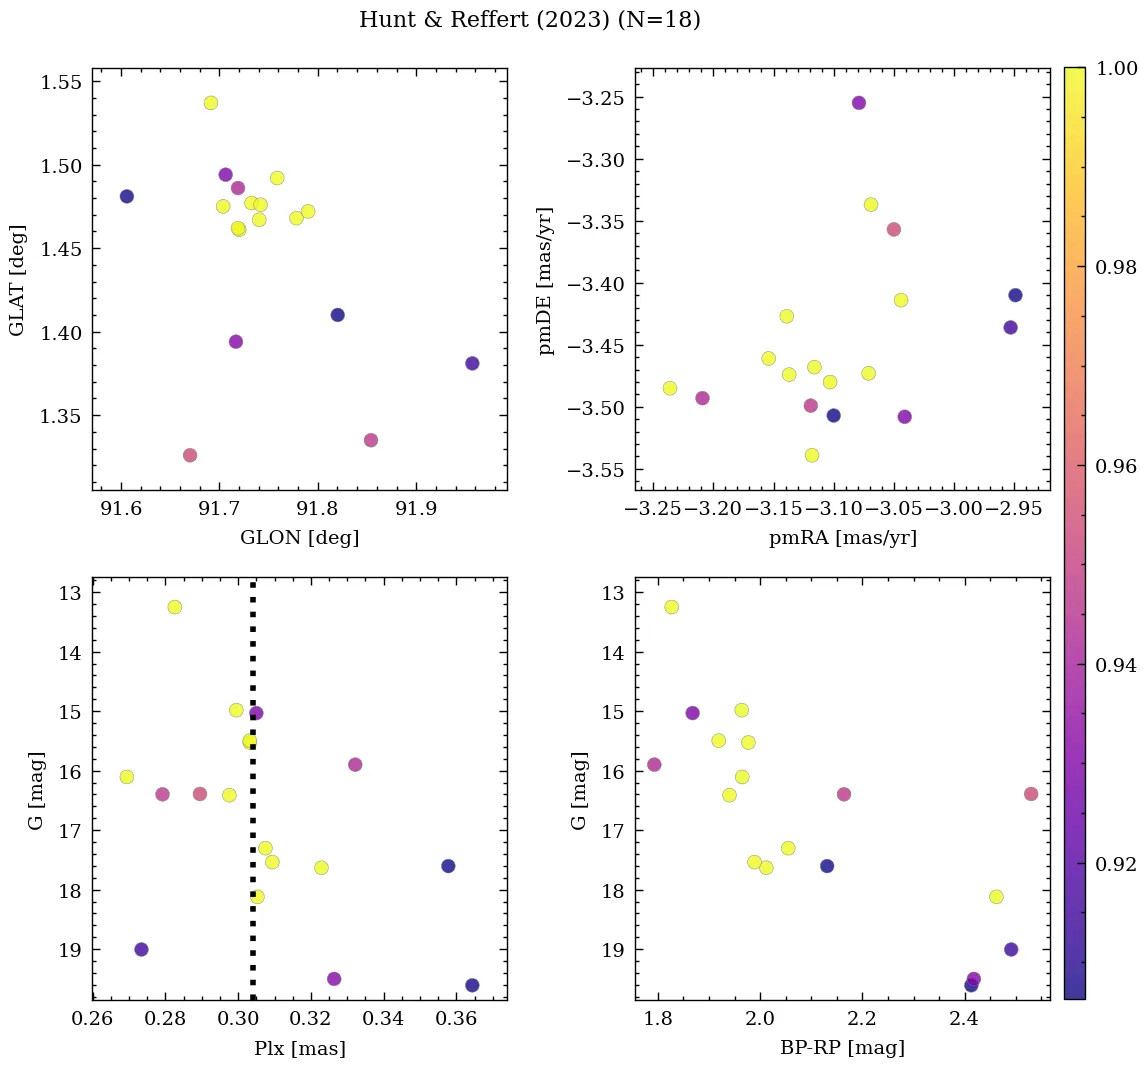 Hunt & Reffert (2023) (N=18)
1.55
1.50
1.45
1.40
1.35
GLAT [deg]
91.6 91.7 91.8 91.9
GLON [deg]
−3.25
−3.30
−3.35
−3.40
−3.45
−3.50
−3.55
pmDE [mas/yr]
−3.25 −3.20 −3.15 −3.10 −3.05 −3.00 −2.95
pmRA [mas/yr]
1.00
0.98
0.96
0.94
0.92
13
14
15
16
17
18
19
G [mag]
0.26 0.28 0.30 0.32 0.34 0.36
Plx [mas]
13
14
15
16
17
18
19
G [mag]
1.8 2.0 2.2 2.4
BP-RP [mag]